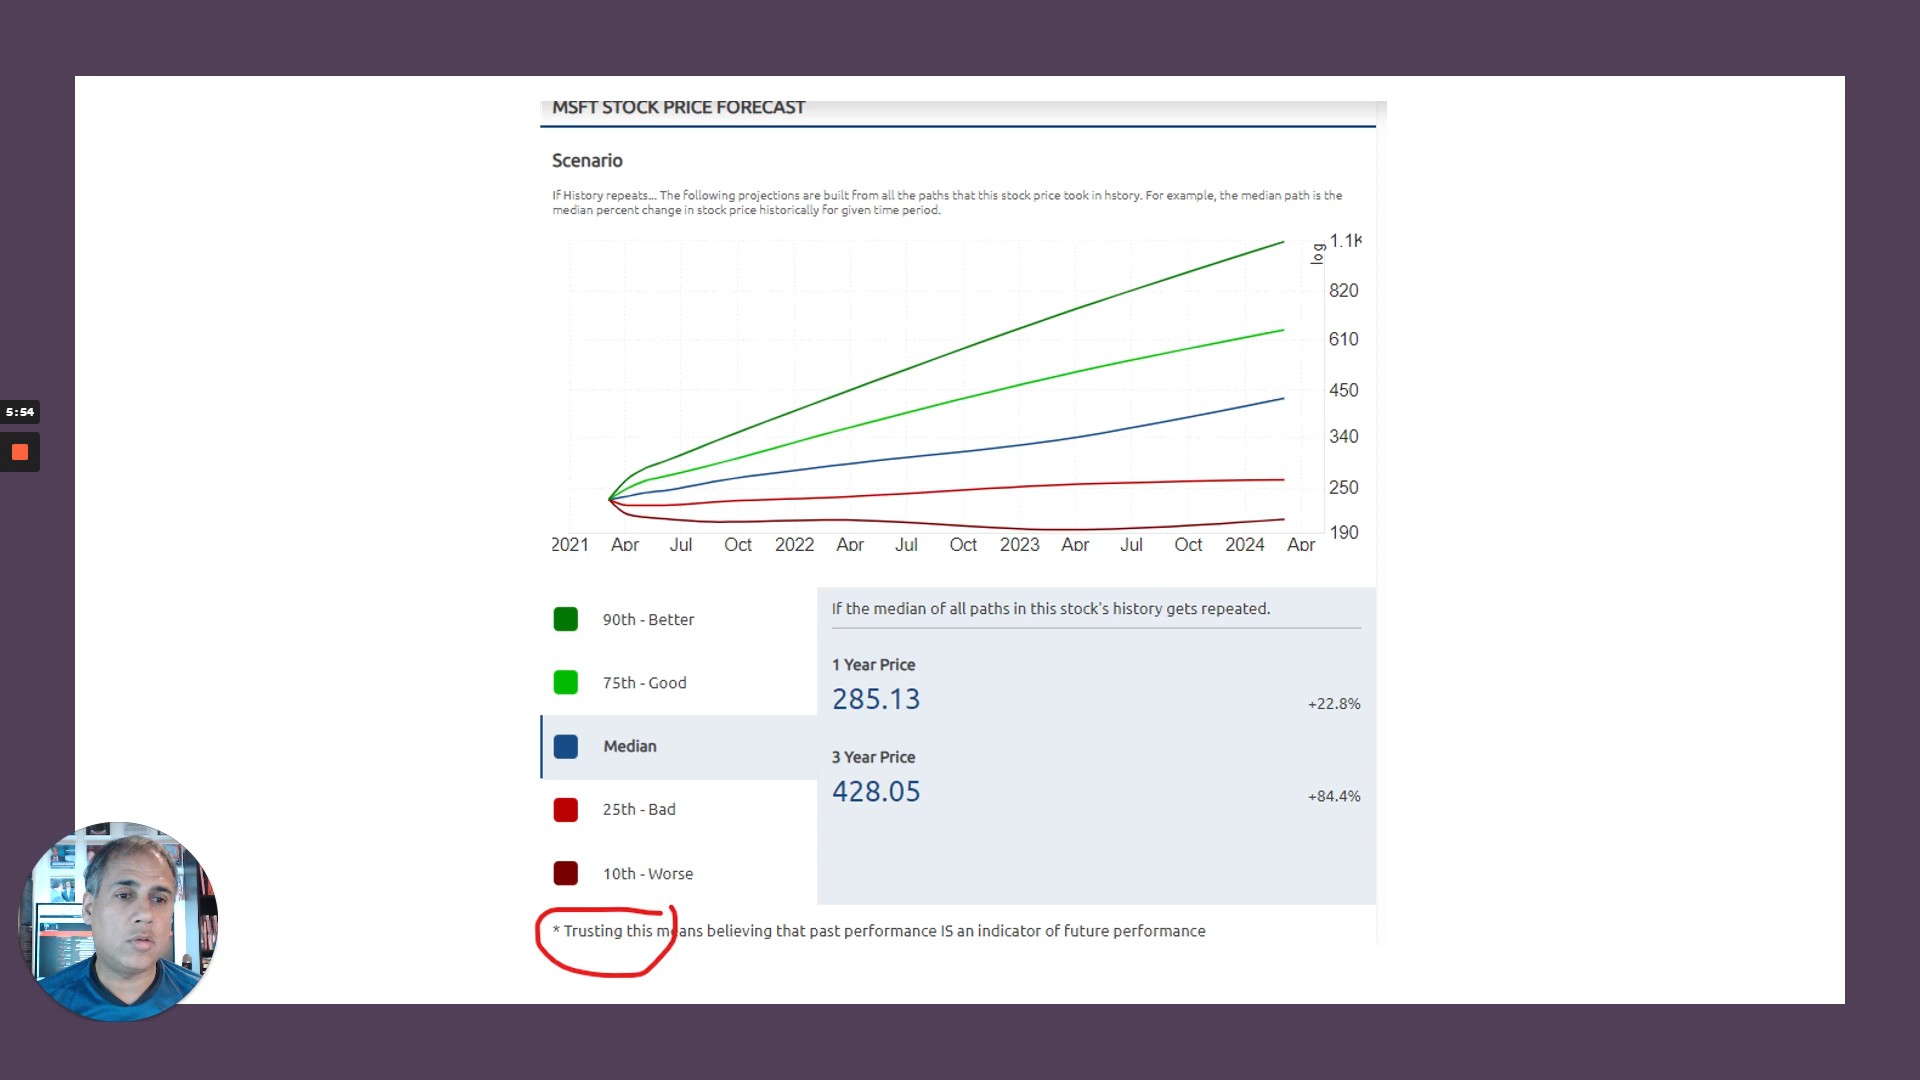 MSFT STOCK PRICE FORECAST
Scenario
If History repeats... The following projections are built from all the paths that this stock price took in hstory. For example, the median path is the
median percent change in stock price historically for given time period.
log
1.1K
820
610
450
340
250
190
2021 Apr Jul Oct 2022 Apr Jul Oct 2023 Apr Jul Oct 2024 Apr
5:54
90th - Better
75th - Good
Median
25th - Bad
10th - Worse
If the median of all paths in this stock's history gets repeated.
1 Year Price
285.13 +22.8%
3 Year Price
428.05 +84.4%
* Trusting this means believing that past performance IS an indicator of future performance